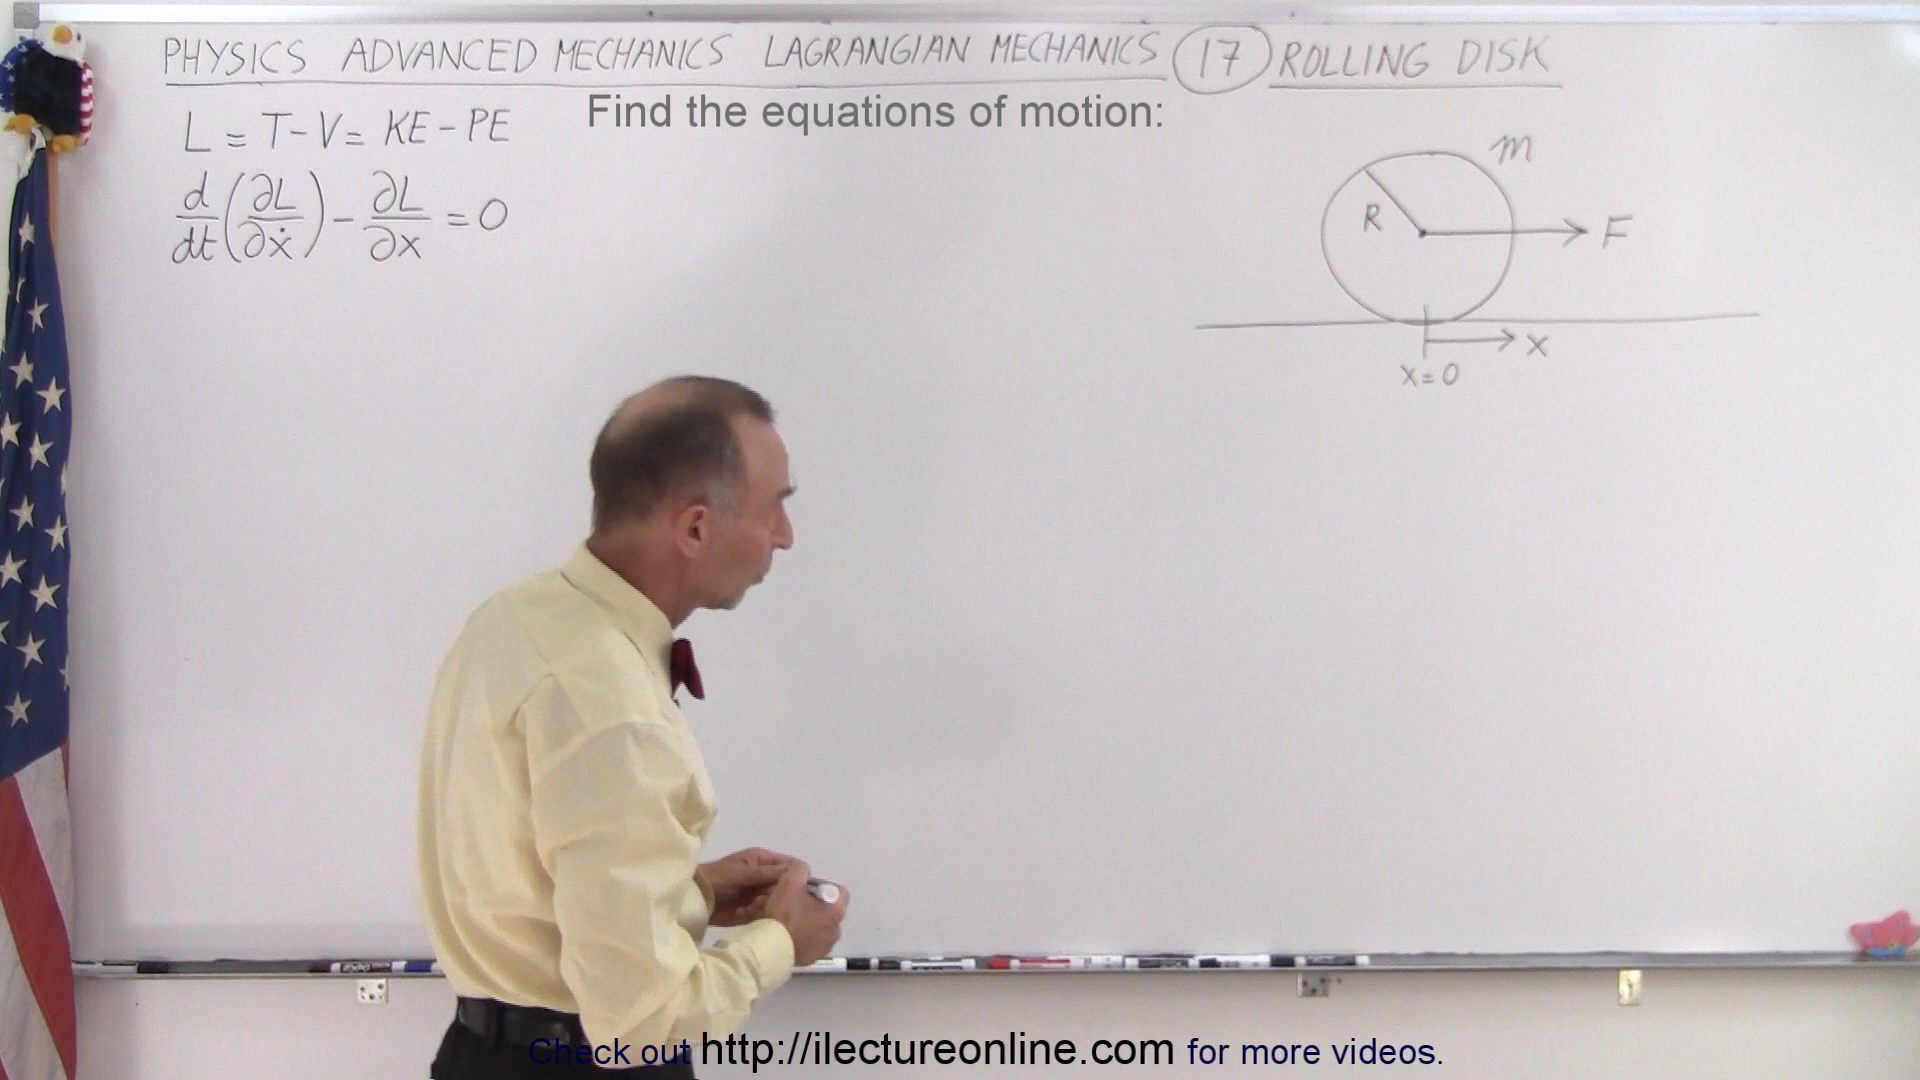 PHYSICS ADVANCED MECHANICS LAGRANGIAN MECHANICS 17 ROLLING DISK
Find the equations of motion:
L = T - V = KE - PE
d/dt (∂L/∂ẋ) - ∂L/∂x = 0
m
R
F
x
x = 0
EXPO
Check out http://ilectureonline.com for more videos.